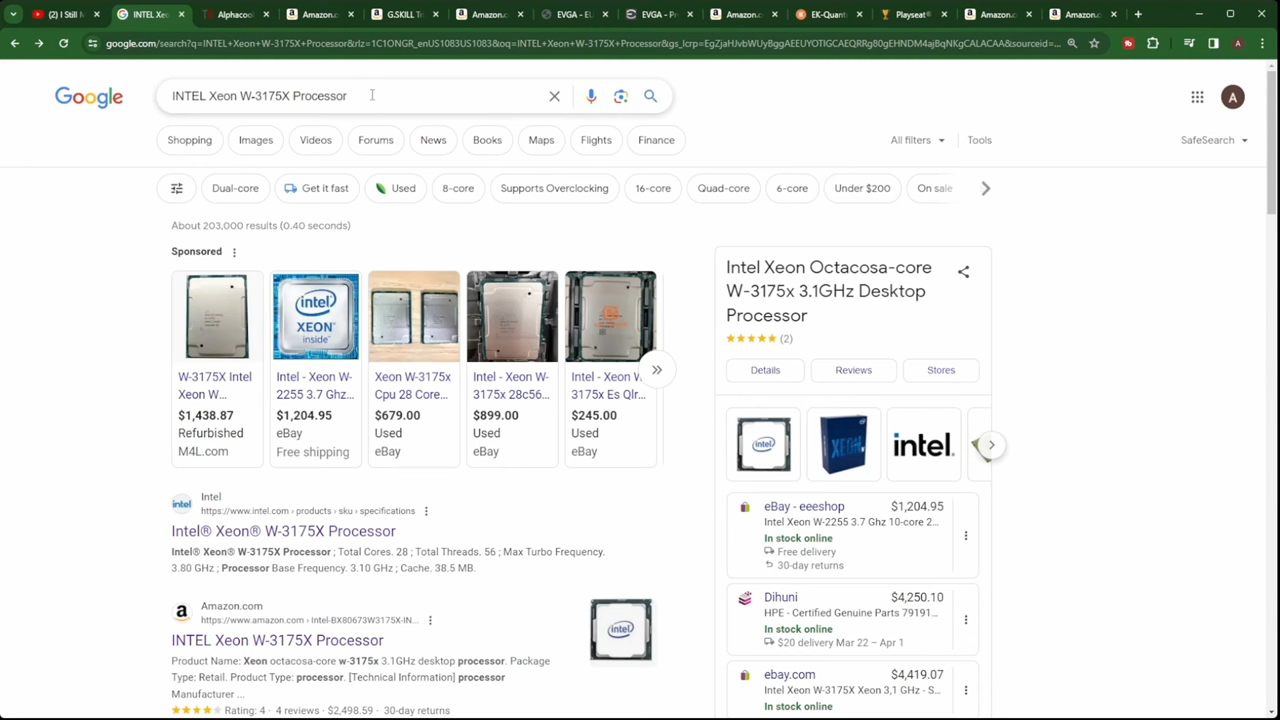 (2) I Still M
INTEL Xeo
Alphacool
Amazon.c
G.SKILL Tr
Amazon.c
EVGA - EU
EVGA - Pr
Amazon.c
EK-Quant
Playseat®
Amazon.c
Amazon.c
google.com/search?q=INTEL+Xeon+W-3175X+Processor&rlz=1C1ONGR_enUS1083US1083&oq=INTEL+Xeon+W-3175X+Processor&gs_lcrp=EgZjaHJvbWUyBggAEEUYOTIGCAEQRRg80gEHNDM4ajBqNKgCALACAA&sourceid=...
A
Google
INTEL Xeon W-3175X Processor
A
Shopping
Images
Videos
Forums
News
Books
Maps
Flights
Finance
All filters
Tools
SafeSearch
Dual-core
Get it fast
Used
8-core
Supports Overclocking
16-core
Quad-core
6-core
Under $200
On sale
About 203,000 results (0.40 seconds)
Sponsored
intel
XEON
inside
W-3175X Intel
Xeon W...
$1,438.87
Refurbished
M4L.com
Intel - Xeon W-
2255 3.7 Ghz...
$1,204.95
eBay
Free shipping
Xeon W-3175x
Cpu 28 Core...
$679.00
Used
eBay
Intel - Xeon W-
3175x 28c56...
$899.00
Used
eBay
Intel - Xeon W-
3175x Es Qlr...
$245.00
Used
eBay
intel
Intel
https://www.intel.com › products › sku › specifications
Intel® Xeon® W-3175X Processor
Intel® Xeon® W-3175X Processor ; Total Cores. 28 ; Total Threads. 56 ; Max Turbo Frequency.
3.80 GHz ; Processor Base Frequency. 3.10 GHz ; Cache. 38.5 MB.
a
Amazon.com
https://www.amazon.com › Intel-BX80673W3175X-IN...
INTEL Xeon W-3175X Processor
Product Name: Xeon octacosa-core w-3175x 3.1GHz desktop processor. Package
Type: Retail. Product Type: processor. [Technical Information] processor
Manufacturer ...
Rating: 4 · 4 reviews · $2,498.59 · 30-day returns
intel
Intel Xeon Octacosa-core
W-3175x 3.1GHz Desktop
Processor
(2)
Details
Reviews
Stores
intel
XEON
intel.
eBay - eeeshop
$1,204.95
Intel Xeon W-2255 3.7 Ghz 10-core 2...
In stock online
Free delivery
30-day returns
Dihuni
$4,250.10
HPE - Certified Genuine Parts 79191...
In stock online
$20 delivery Mar 22 – Apr 1
ebay.com
$4,419.07
Intel Xeon W-3175X Xeon 3,1 GHz - S...
In stock online